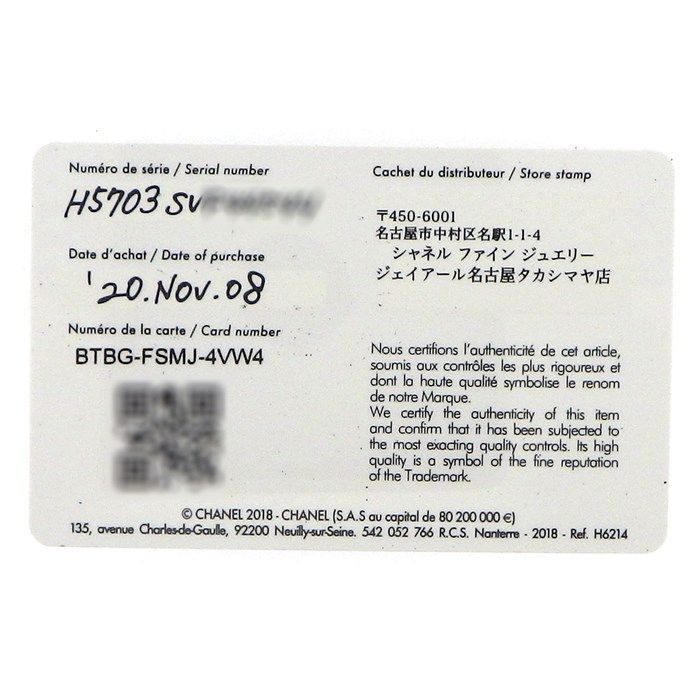 Numéro de série / Serial number
H5703 SV
Date d'achat / Date of purchase
'20.NOV.08
Numéro de la carte / Card number
BTBG-FSMJ-4VW4
Cachet du distributeur / Store stamp
〒450-6001
名古屋市中村区名駅1-1-4
シャネル ファイン ジュエリー
ジェイアール名古屋タカシマヤ店
Nous certifions l'authenticité de cet article,
soumis aux contrôles les plus rigoureux et
dont la haute qualité symbolise le renom
de notre Marque.
We certify the authenticity of this item
and confirm that it has been subjected to
the most exacting quality controls. Its high
quality is a symbol of the fine reputation
of the Trademark.
© CHANEL 2018 - CHANEL (S.A.S au capital de 80 200 000 €)
135, avenue Charles-de-Gaulle, 92200 Neuilly-sur-Seine. 542 052 766 R.C.S. Nanterre - 2018 - Ref. H6214